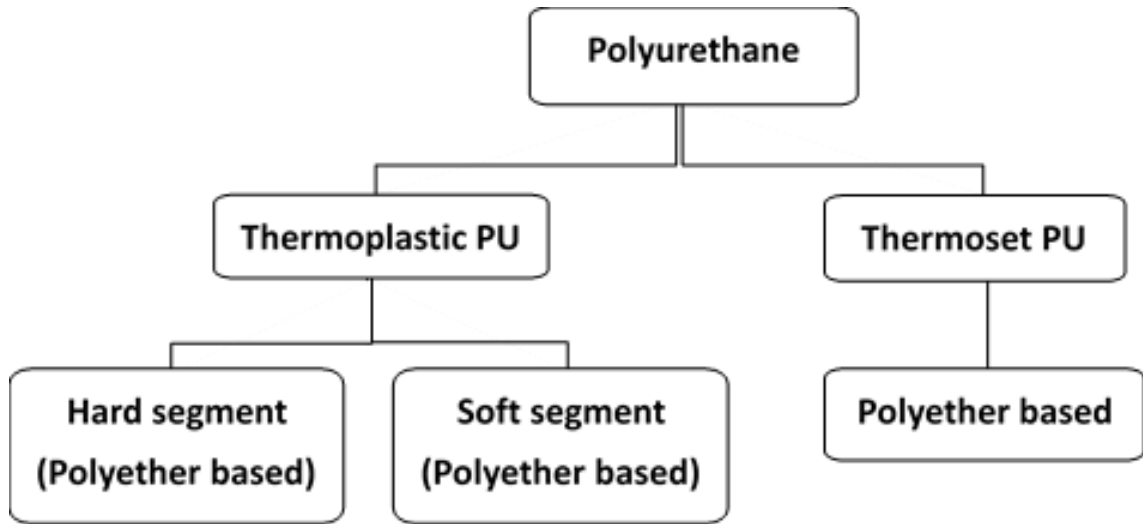 Polyurethane
Thermoplastic PU
Thermoset PU
Hard segment
(Polyether based)
Soft segment
(Polyether based)
Polyether based